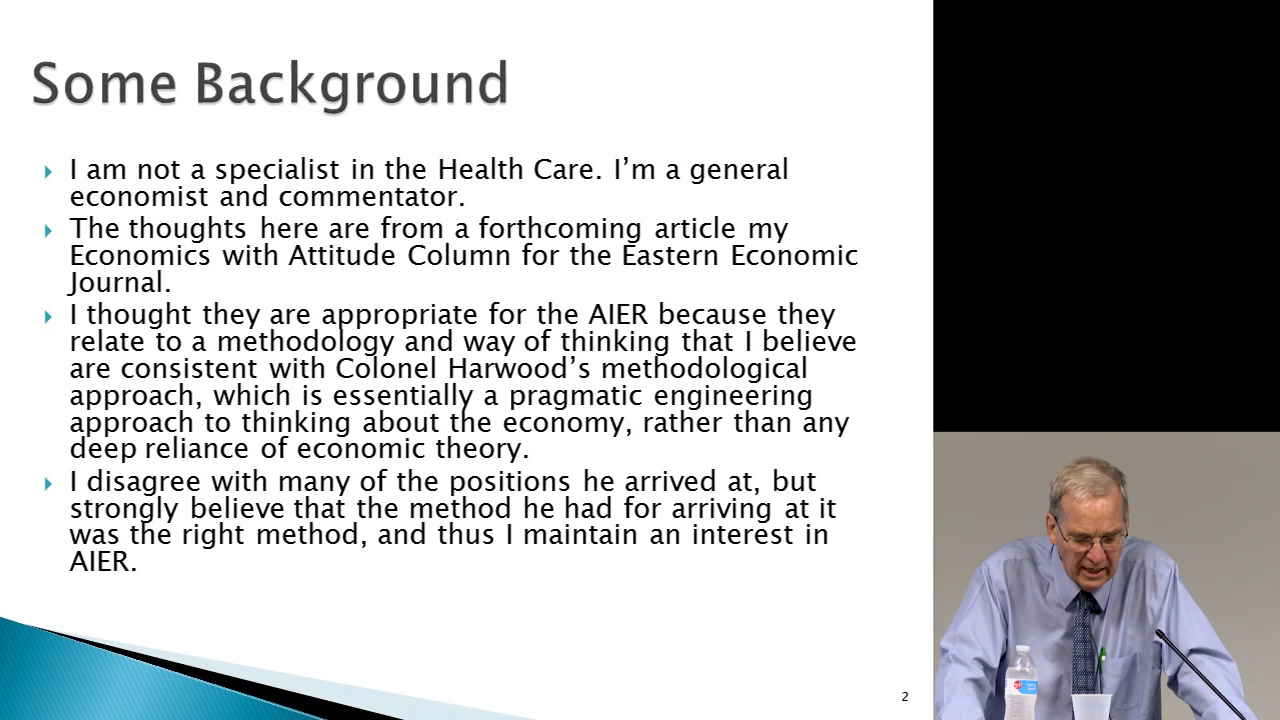 Some Background
I am not a specialist in the Health Care. I’m a general
economist and commentator.
The thoughts here are from a forthcoming article my
Economics with Attitude Column for the Eastern Economic
Journal.
I thought they are appropriate for the AIER because they
relate to a methodology and way of thinking that I believe
are consistent with Colonel Harwood’s methodological
approach, which is essentially a pragmatic engineering
approach to thinking about the economy, rather than any
deep reliance of economic theory.
I disagree with many of the positions he arrived at, but
strongly believe that the method he had for arriving at it
was the right method, and thus I maintain an interest in
AIER.
2